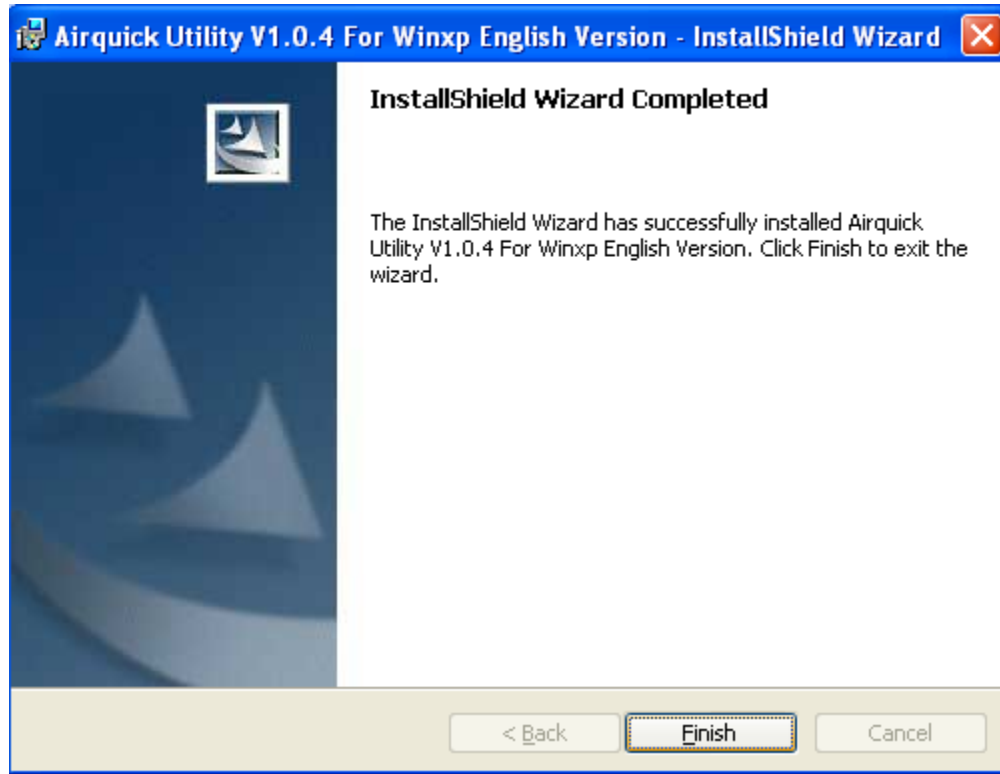 Airquick Utility V1.0.4 For Winxp English Version - InstallShield Wizard
InstallShield Wizard Completed
The InstallShield Wizard has successfully installed Airquick
Utility V1.0.4 For Winxp English Version. Click Finish to exit the
wizard.
< Back
Finish
Cancel